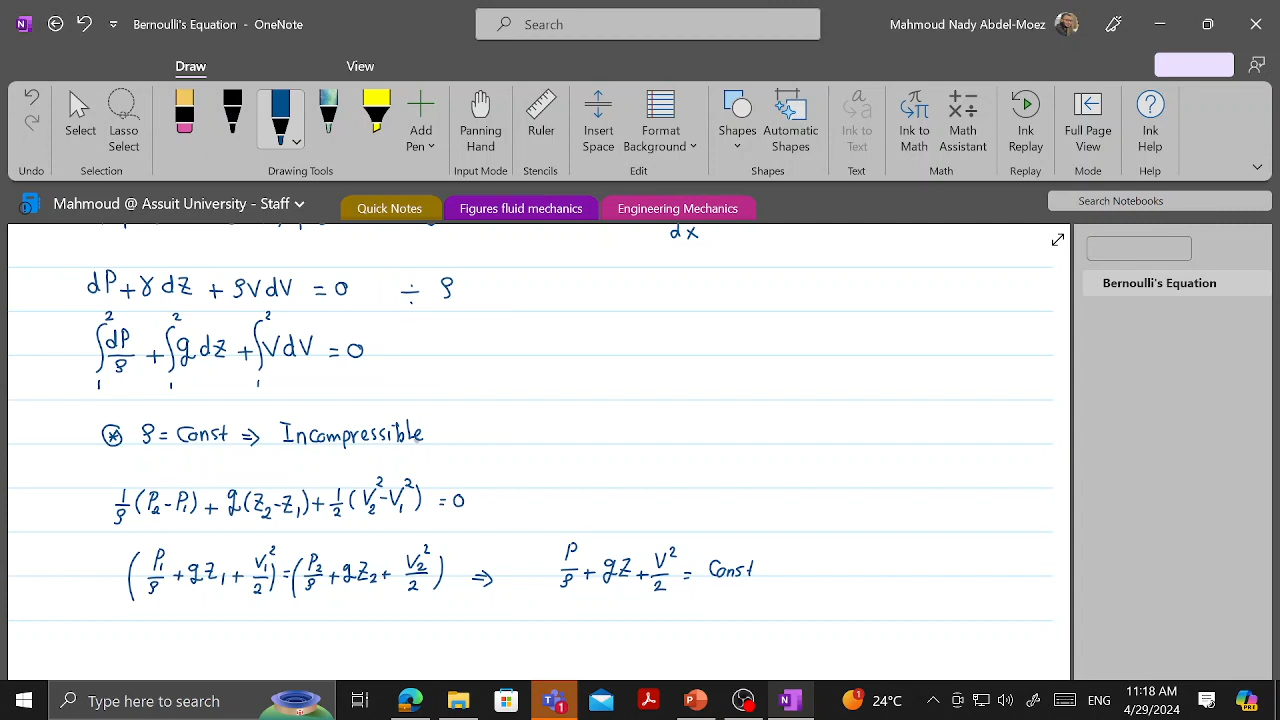 Bernoulli's Equation - OneNote
Search
Mahmoud Nady Abdel-Moez
Draw View
Select Lasso Select Add Pen Panning Hand Ruler Insert Space Format Background Shapes Automatic Shapes Ink to Text Ink to Math Math Assistant Ink Replay Full Page View Ink Help
Undo Selection Drawing Tools Input Mode Stencils Edit Shapes Text Math Replay Mode Help
Mahmoud @ Assuit University - Staff Quick Notes Figures fluid mechanics Engineering Mechanics Search Notebooks
dx
Bernoulli's Equation
dP + γ dz + ρVdV = 0 ÷ ρ
∫₁² dP/ρ + ∫₁² g dz + ∫₁² VdV = 0
⊛ ρ = Const ⇒ Incompressible
1/ρ (P₂ - P₁) + g(z₂ - z₁) + 1/2 (V₂² - V₁²) = 0
(P₁/ρ + gz₁ + V₁²/2) = (P₂/ρ + gz₂ + V₂²/2) ⇒ P/ρ + gz + V²/2 = Const
Type here to search
1
1
24°C
ENG
11:18 AM
4/29/2024